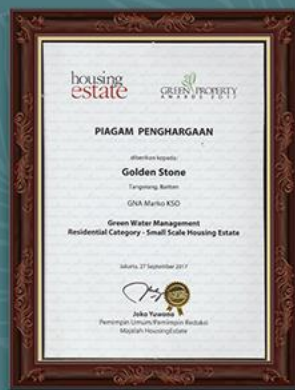 housing
estate
GREEN PROPERTY
AWARDS 2017
PIAGAM PENGHARGAAN
diberikan kepada:
Golden Stone
Tangerang, Banten
GNA Marko KSO
Green Water Management
Residential Category - Small Scale Housing Estate
Jakarta, 27 September 2017
Joko Yuwono
Pemimpin Umum/Pemimpin Redaksi
Majalah HousingEstate